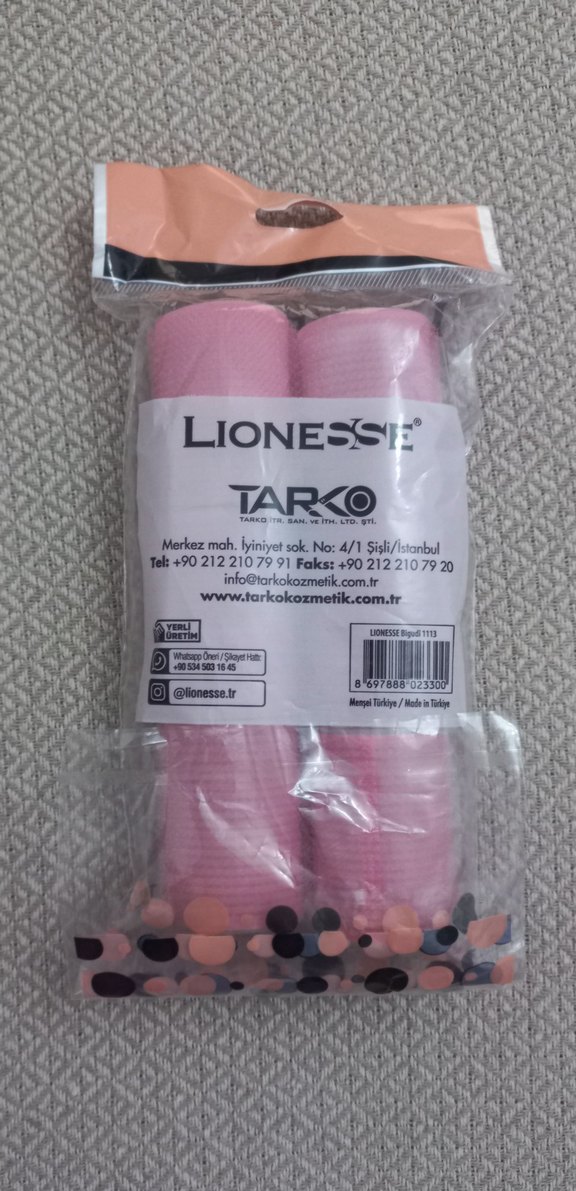 LIONESSE®
TARKO
TARKO ITR. SAN. VE İTH. LTD. ŞTİ.
Merkez mah. İyiniyet sok. No: 4/1 Şişli/İstanbul
Tel: +90 212 210 79 91 Faks: +90 212 210 79 20
info@tarkokozmetik.com.tr
www.tarkokozmetik.com.tr
YERLİ
ÜRETİM
Whatsapp Öneri / Şikayet Hattı:
+90 534 503 16 45
@lionesse.tr
LIONESSE Bigudi 1113
8 697888 023300
Menşei Türkiye / Made in Türkiye